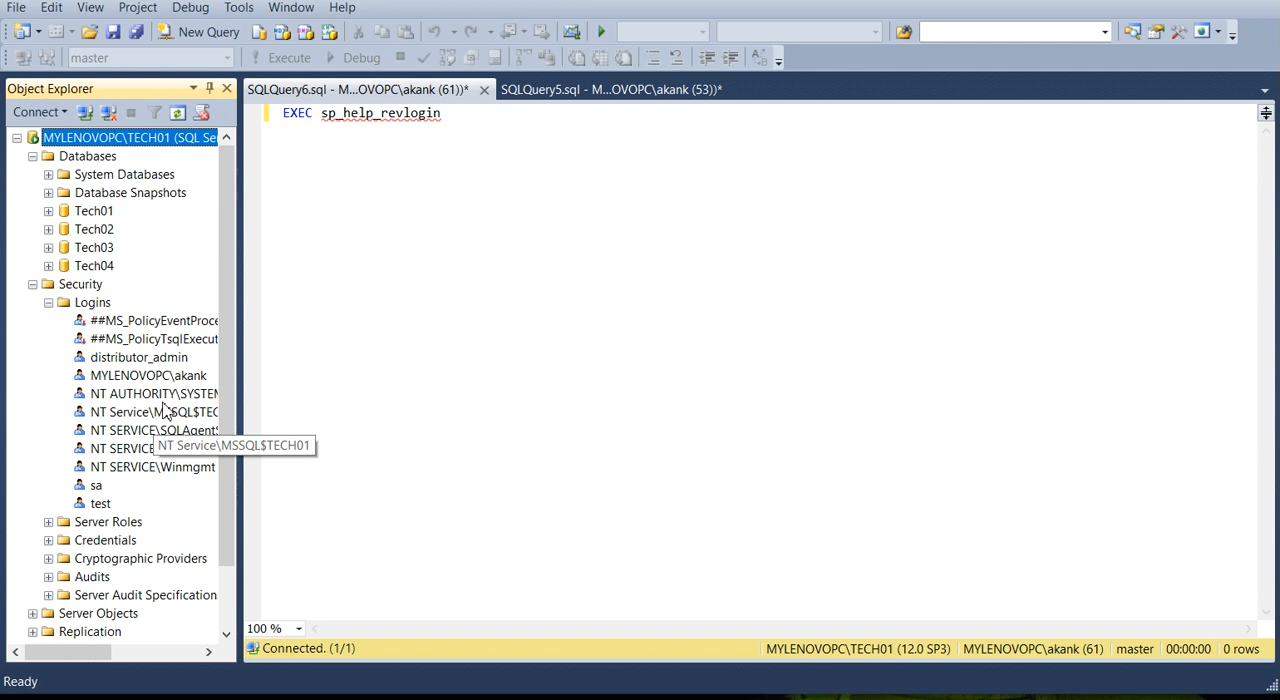 File Edit View Project Debug Tools Window Help
New Query
master Execute Debug
Object Explorer
SQLQuery6.sql - M...OVOPC\akank (61))* SQLQuery5.sql - M...OVOPC\akank (53))*
Connect
EXEC sp_help_revlogin
MYLENOVOPC\TECH01 (SQL Se
Databases
System Databases
Database Snapshots
Tech01
Tech02
Tech03
Tech04
Security
Logins
##MS_PolicyEventProce
##MS_PolicyTsqlExecut
distributor_admin
MYLENOVOPC\akank
NT AUTHORITY\SYSTEM
NT Service\MSSQL$TEC
NT SERVICE\SQLAgent$
NT SERVICE
NT Service\MSSQL$TECH01
NT SERVICE\Winmgmt
sa
test
Server Roles
Credentials
Cryptographic Providers
Audits
Server Audit Specification
Server Objects
Replication
100 %
Connected. (1/1) MYLENOVOPC\TECH01 (12.0 SP3) MYLENOVOPC\akank (61) master 00:00:00 0 rows
Ready